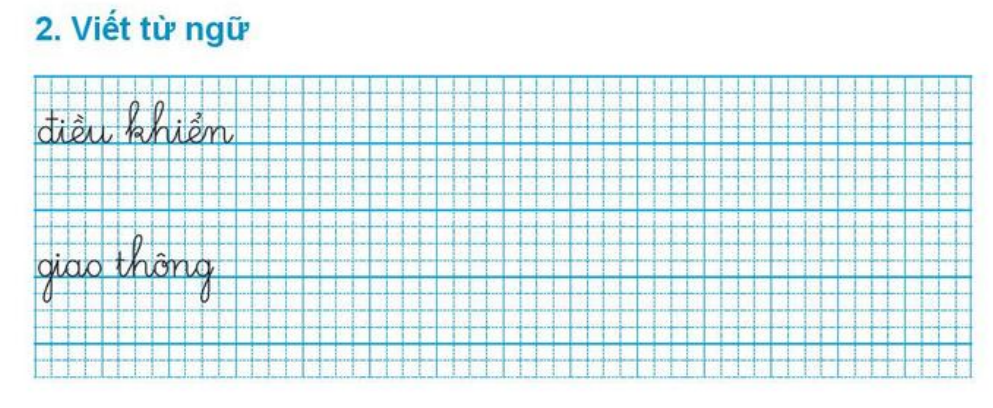 2. Viết từ ngữ
điều khiển
giao thông